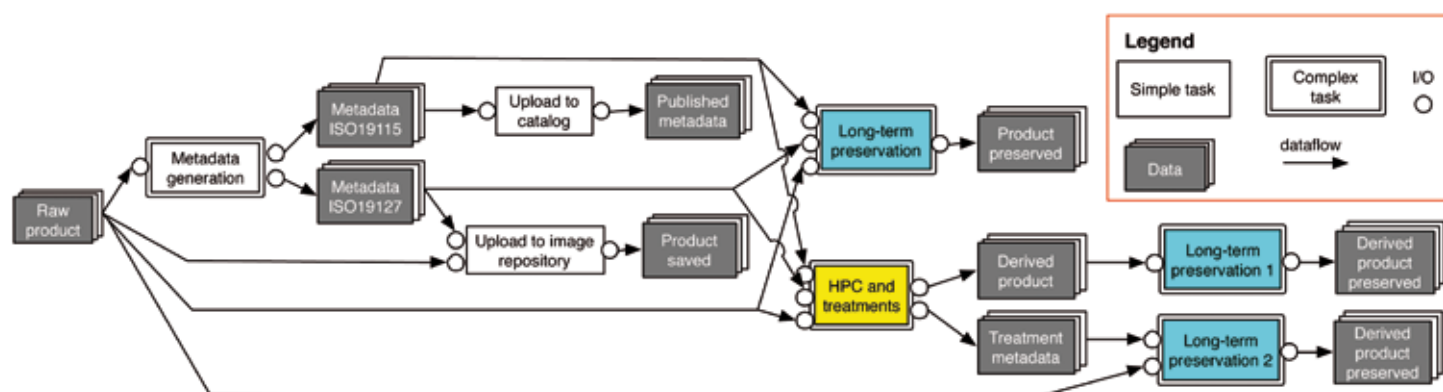 Legend
Simple task
Complex
task
I/O
Data
dataflow
Raw
product
Metadata
generation
Metadata
ISO19115
Metadata
ISO19127
Upload to
catalog
Published
metadata
Upload to image
repository
Product
saved
Long-term
preservation
Product
preserved
HPC and
treatments
Derived
product
Treatment
metadata
Long-term
preservation 1
Long-term
preservation 2
Derived
product
preserved
Derived
product
preserved